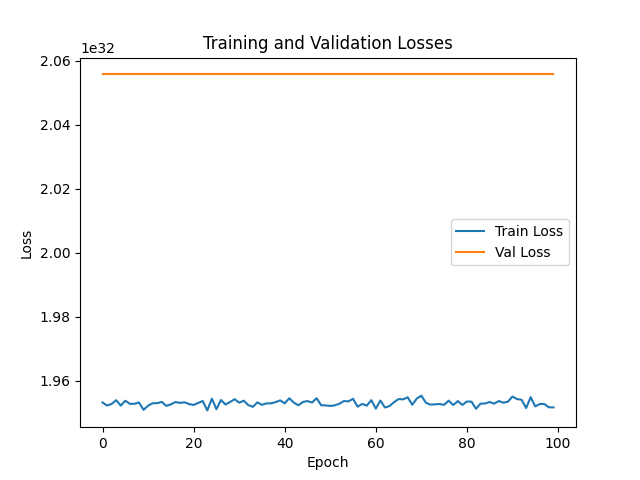 Training and Validation Losses
1e32
2.06
2.04
2.02
2.00
1.98
1.96
Loss
Train Loss
Val Loss
0 20 40 60 80 100
Epoch